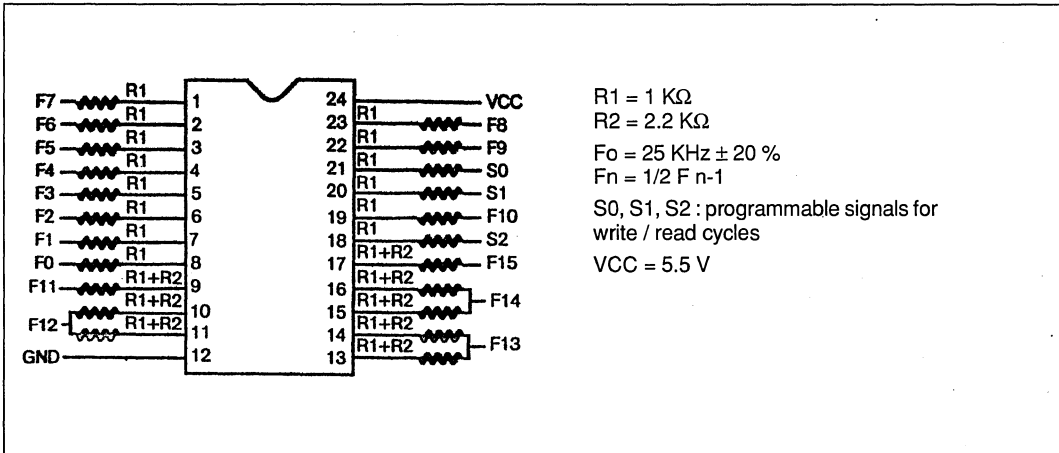 F7 R1 1
F6 R1 2
F5 R1 3
F4 R1 4
F3 R1 5
F2 R1 6
F1 R1 7
F0 R1 8
F11 R1+R2 9
R1+R2 10
F12
R1+R2 11
GND 12
24 VCC
23 R1 F8
22 R1 F9
21 R1 S0
20 R1 S1
19 R1 F10
18 R1 S2
17 R1+R2 F15
16 R1+R2
F14
15 R1+R2
14 R1+R2
F13
13 R1+R2
R1 = 1 KΩ
R2 = 2.2 KΩ
Fo = 25 KHz ± 20 %
Fn = 1/2 F n-1
S0, S1, S2 : programmable signals for
write / read cycles
VCC = 5.5 V